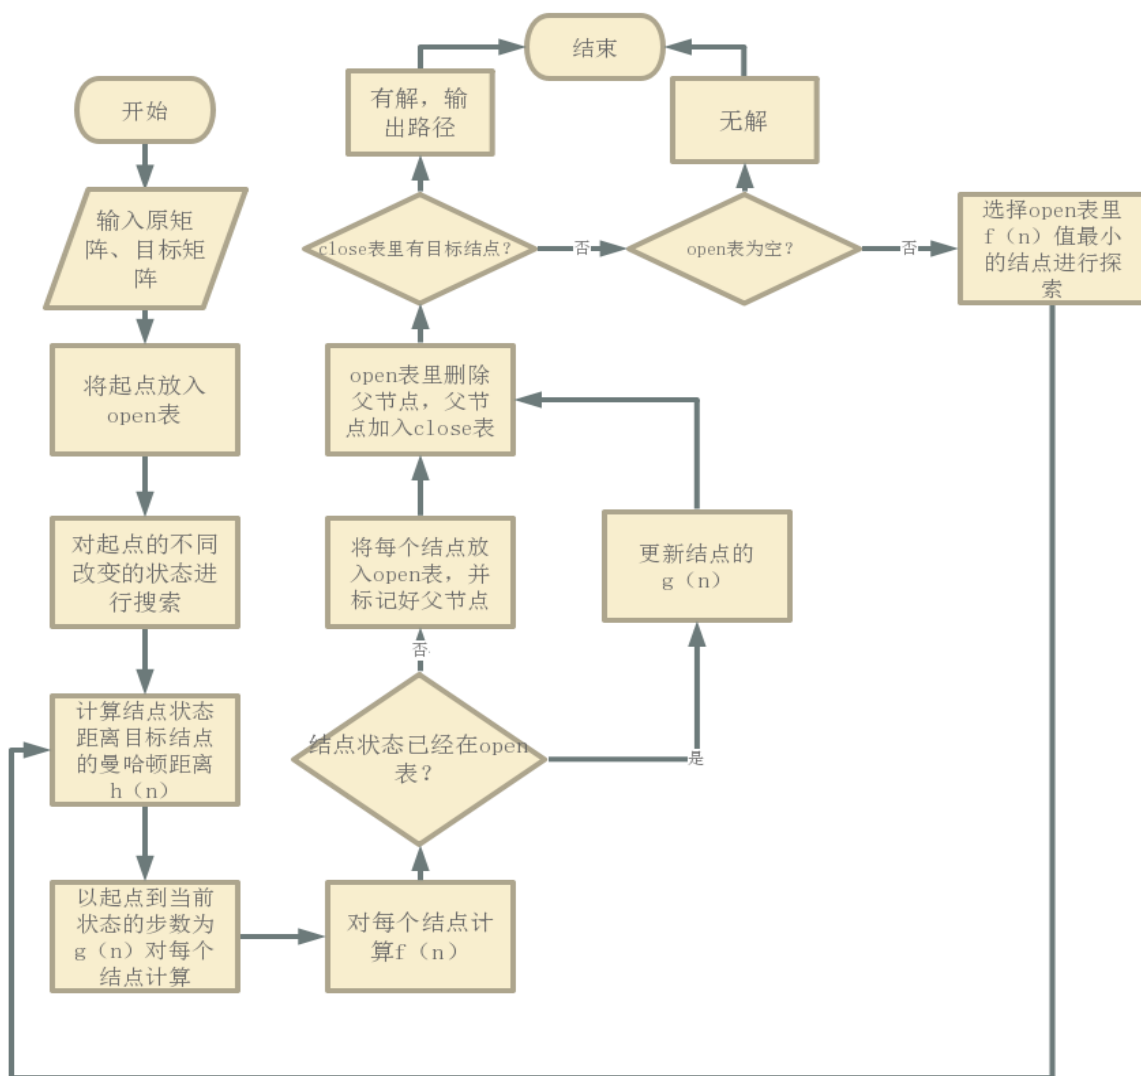 开始
输入原矩
阵、目标矩
阵
将起点放入
open表
对起点的不同
改变的状态进
行搜索
计算结点状态
距离目标结点
的曼哈顿距离
h（n）
以起点到当前
状态的步数为
g（n）对每个
结点计算
对每个结点计
算f（n）
结点状态已经在open
表？
否
是
将每个结点放
入open表，并
标记好父节点
更新结点的
g（n）
open表里删除
父节点，父节
点加入close表
close表里有目标结点？
否
有解，输
出路径
open表为空？
否
无解
结束
选择open表里
f（n）值最小
的结点进行探
索